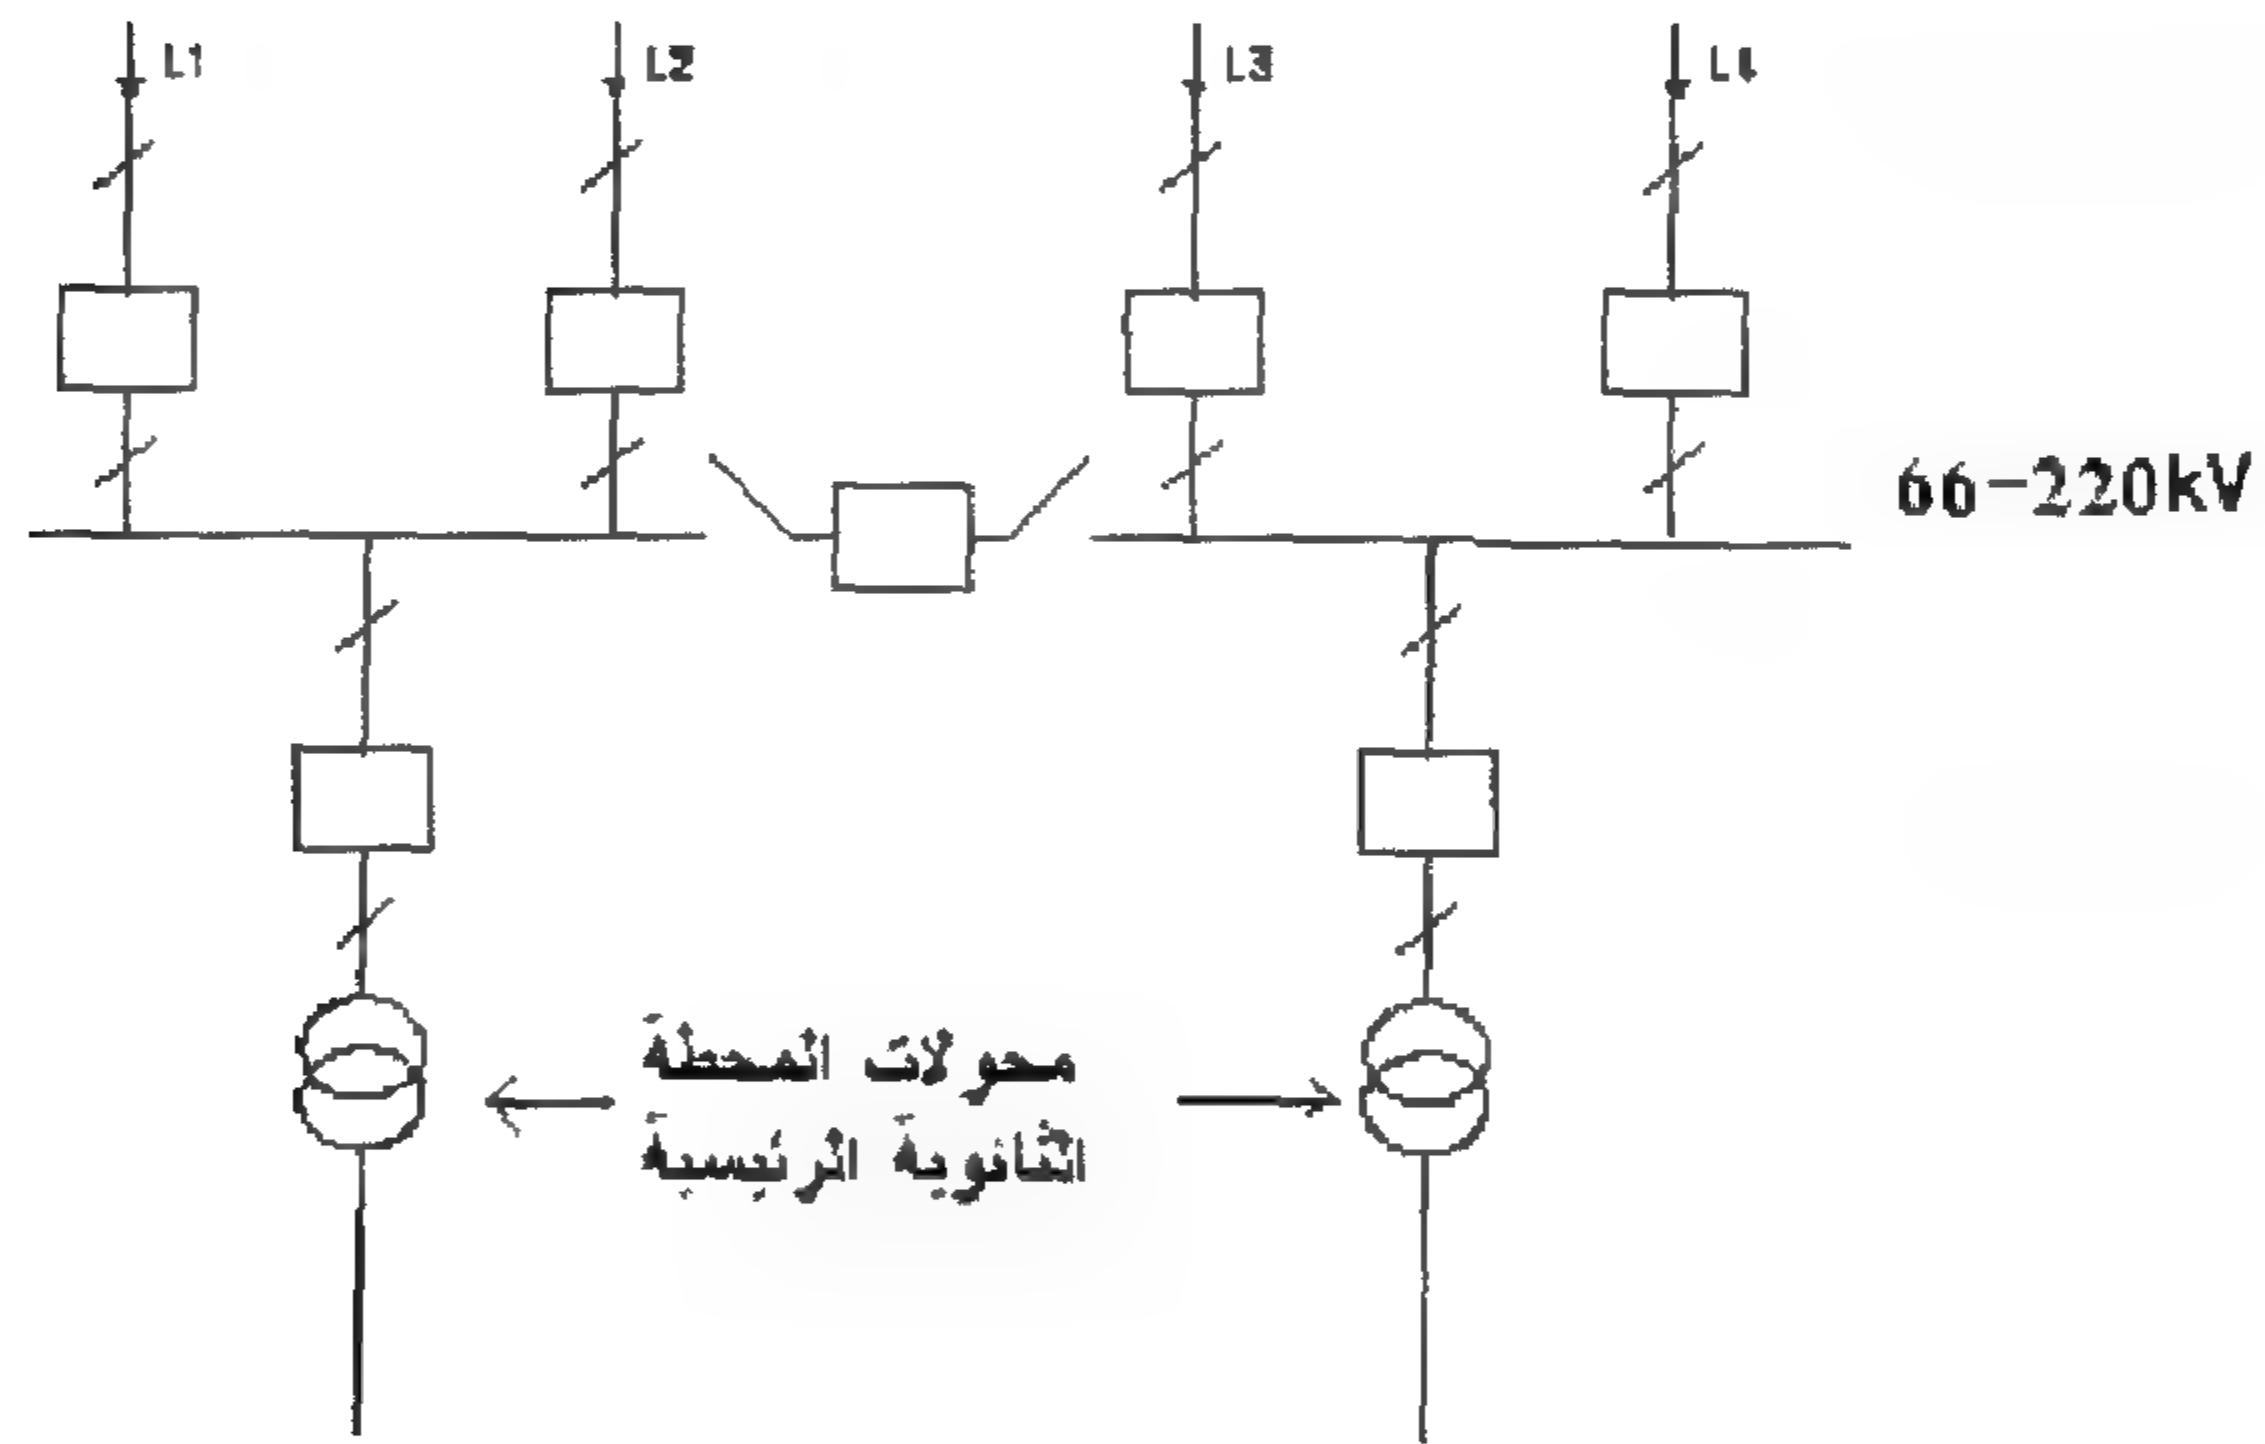 L1
L2
L3
L4
66-220kV
محولات المحطة
الثانوية الرئيسية